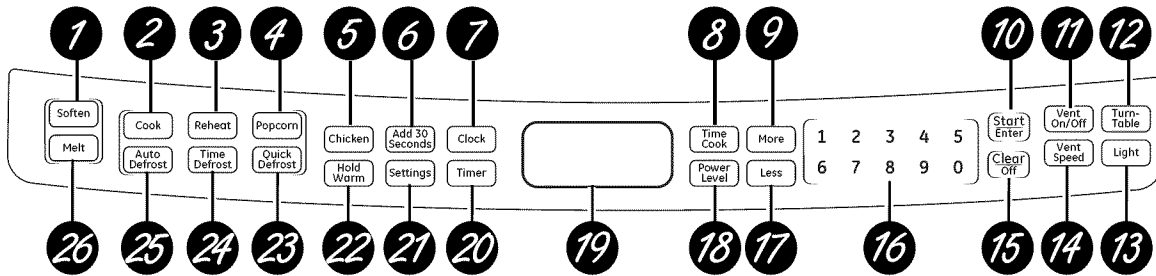 1 2 3 4 5 6 7 8 9 10 11 12
Soften Cook Reheat Popcorn Chicken Add 30 Seconds Clock Time Cook More 1 2 3 4 5 Start Enter Vent On/Off Turn-Table
Melt Auto Defrost Time Defrost Quick Defrost Hold Warm Settings Timer Power Level Less 6 7 8 9 0 Clear Off Vent Speed Light
26 25 24 23 22 21 20 19 18 17 16 15 14 13